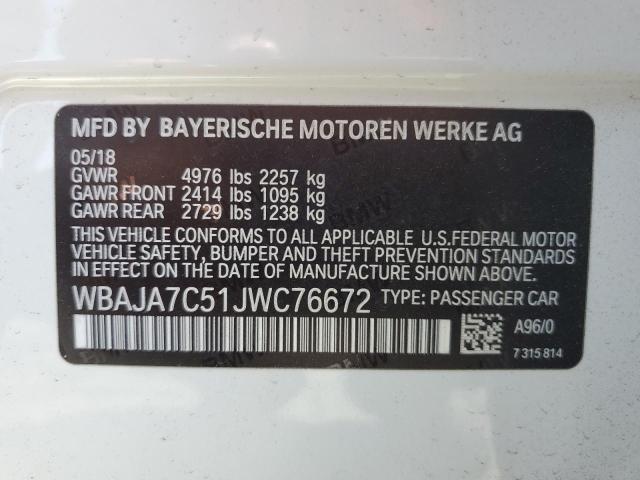 MFD BY BAYERISCHE MOTOREN WERKE AG
05/18
GVWR 4976 lbs 2257 kg
GAWR FRONT 2414 lbs 1095 kg
GAWR REAR 2729 lbs 1238 kg
THIS VEHICLE CONFORMS TO ALL APPLICABLE U.S.FEDERAL MOTOR
VEHICLE SAFETY, BUMPER AND THEFT PREVENTION STANDARDS
IN EFFECT ON THE DATE OF MANUFACTURE SHOWN ABOVE.
WBAJA7C51JWC76672 TYPE: PASSENGER CAR
A96/0
7 315 814